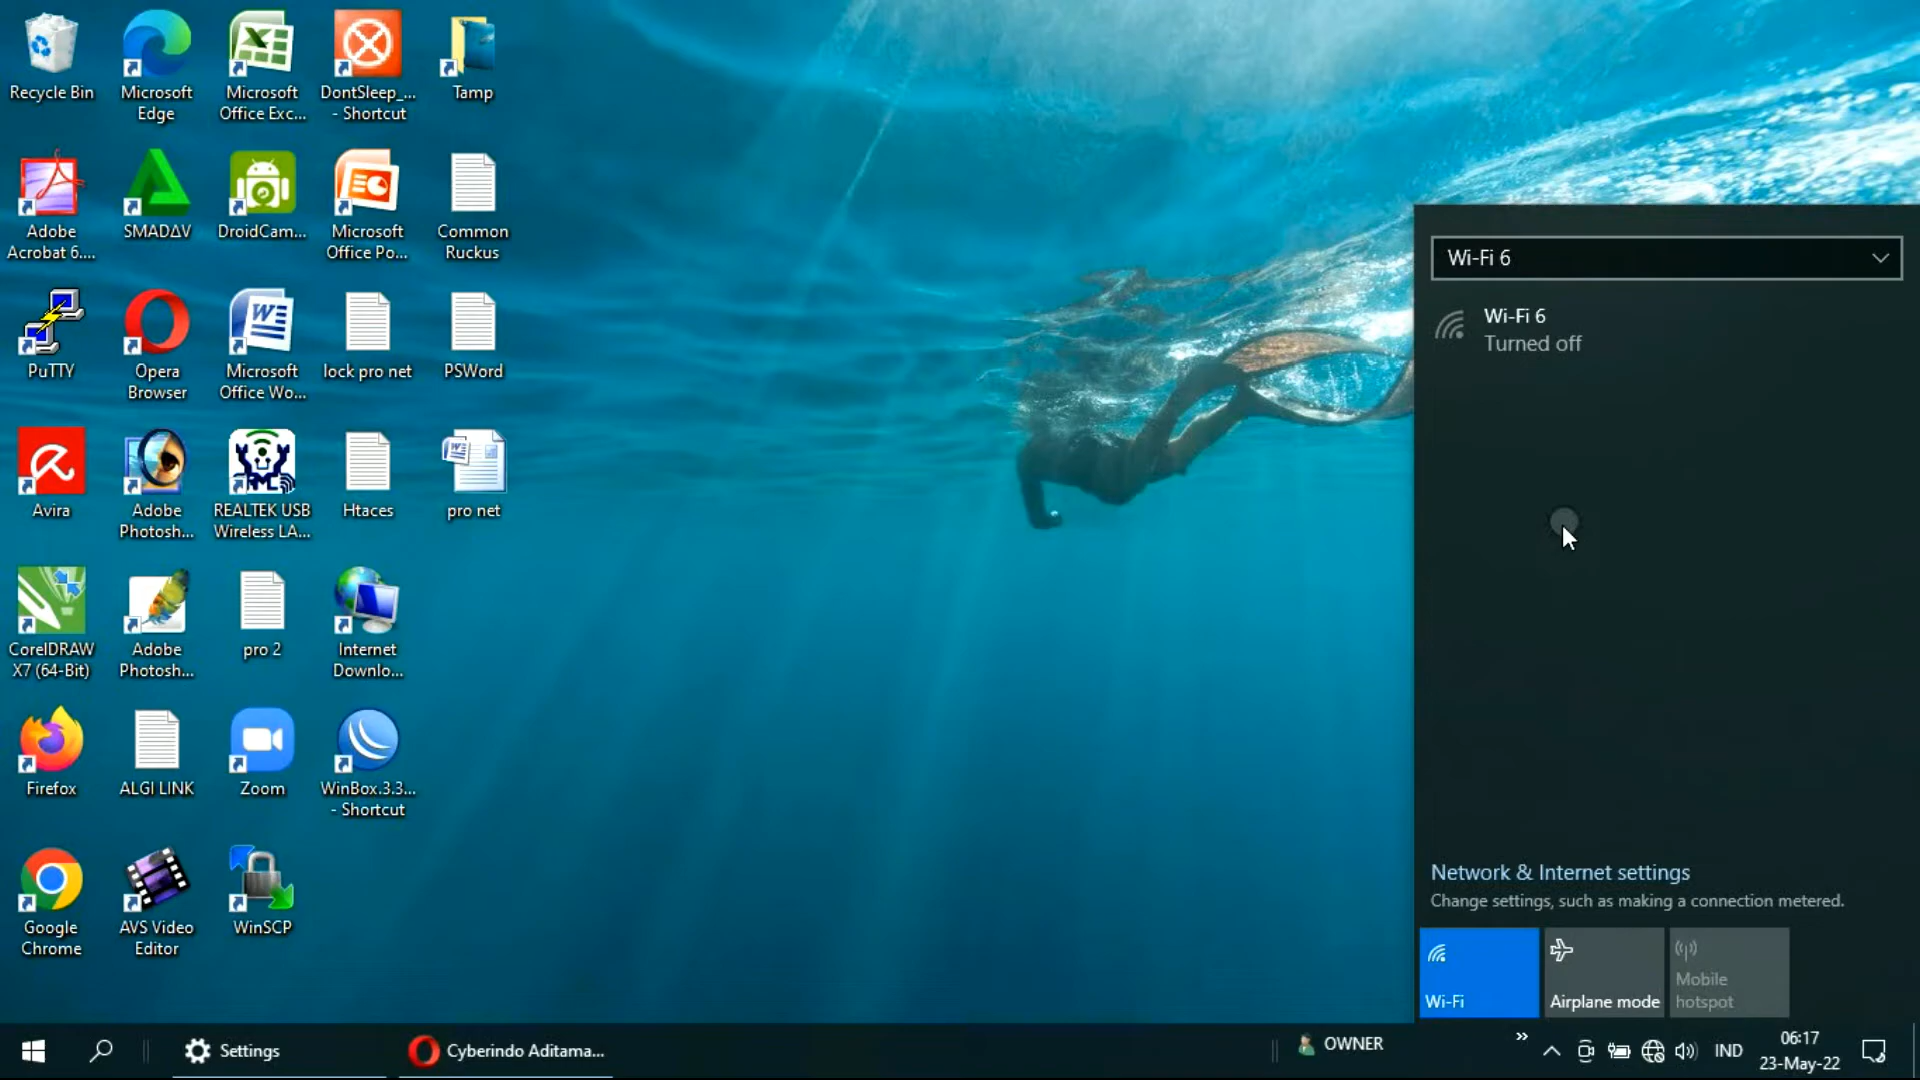 Recycle Bin
Microsoft
Edge
Microsoft
Office Exc...
DontSleep_...
- Shortcut
Tamp
Adobe
Acrobat 6....
SMADΔV
DroidCam...
Microsoft
Office Po...
Common
Ruckus
PuTTY
Opera
Browser
Microsoft
Office Wo...
lock pro net
PSWord
Avira
Adobe
Photosh...
REALTEK USB
Wireless LA...
Htaces
pro net
CorelDRAW
X7 (64-Bit)
Adobe
Photosh...
pro 2
Internet
Downlo...
Firefox
ALGI LINK
Zoom
WinBox.3.3...
- Shortcut
Google
Chrome
AVS Video
Editor
WinSCP
Wi-Fi 6
Wi-Fi 6
Turned off
Network & Internet settings
Change settings, such as making a connection metered.
Wi-Fi
Airplane mode
Mobile
hotspot
Settings
Cyberindo Aditama...
OWNER
IND
06:17
23-May-22